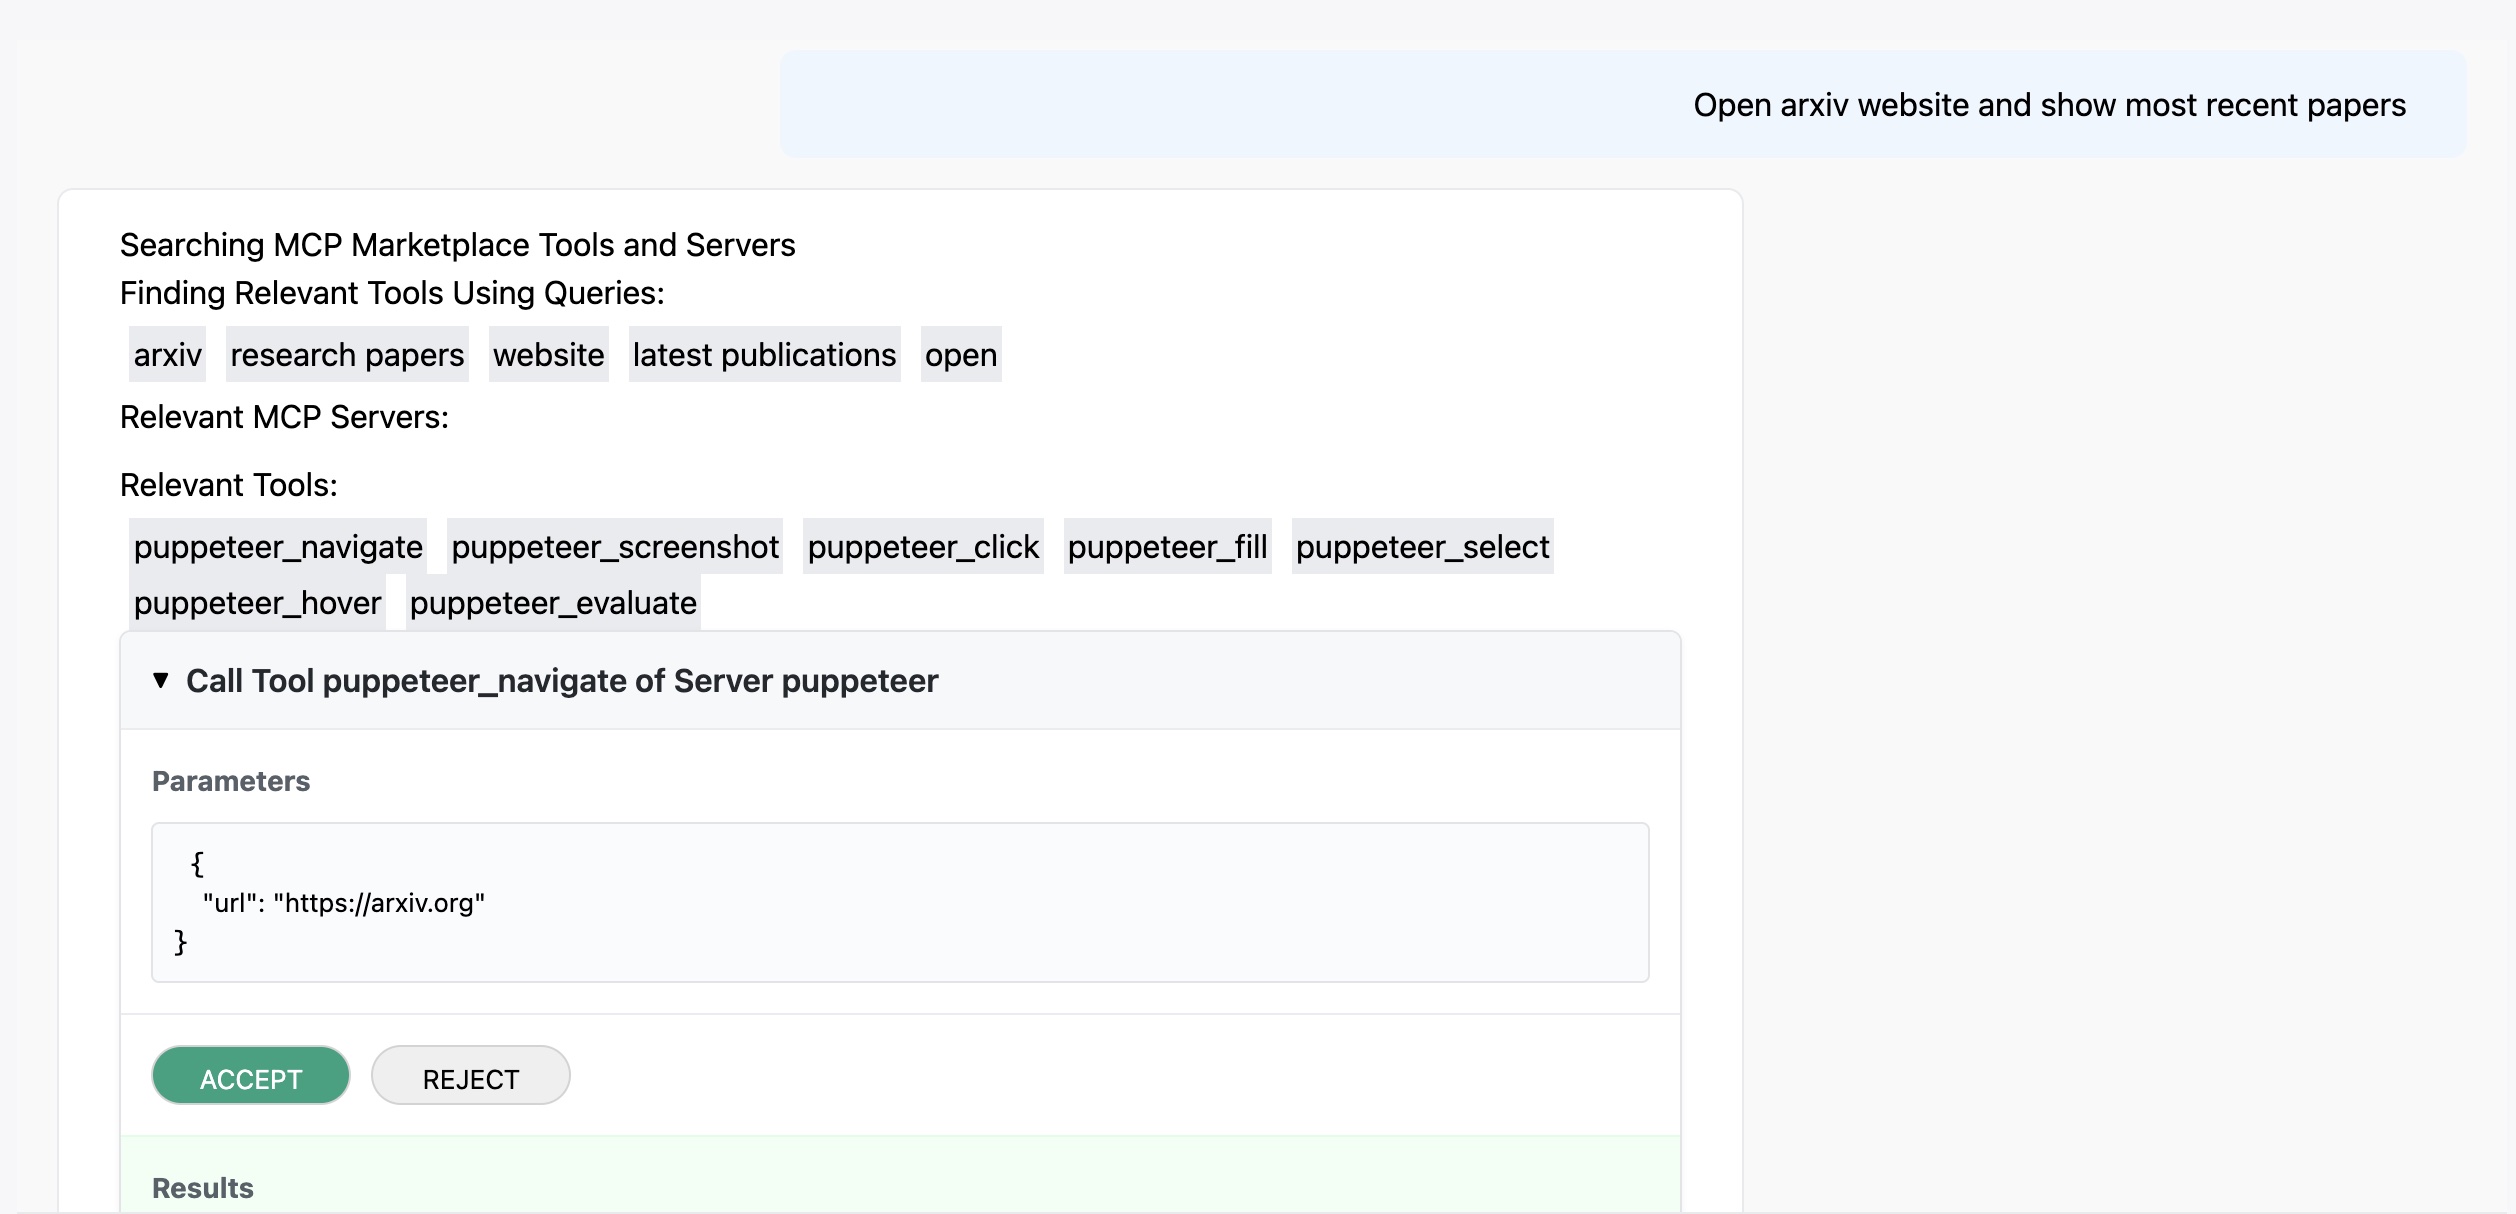 Open arxiv website and show most recent papers
Searching MCP Marketplace Tools and Servers
Finding Relevant Tools Using Queries:
arxiv research papers website latest publications open
Relevant MCP Servers:
Relevant Tools:
puppeteer_navigate puppeteer_screenshot puppeteer_click puppeteer_fill puppeteer_select
puppeteer_hover puppeteer_evaluate
▼ Call Tool puppeteer_navigate of Server puppeteer
Parameters
{
"url": "https://arxiv.org"
}
ACCEPT REJECT
Results